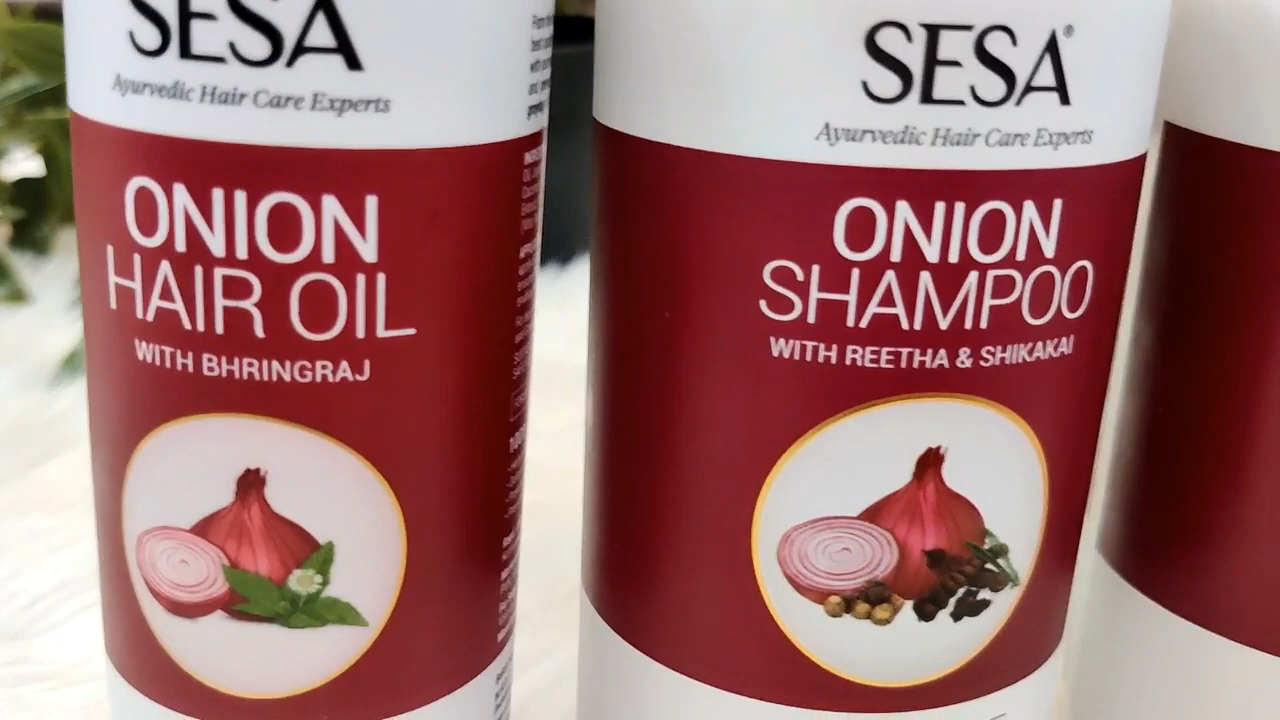 SESA
Ayurvedic Hair Care Experts
ONION
HAIR OIL
WITH BHRINGRAJ
SESA®
Ayurvedic Hair Care Experts
ONION
SHAMPOO
WITH REETHA & SHIKAKAI